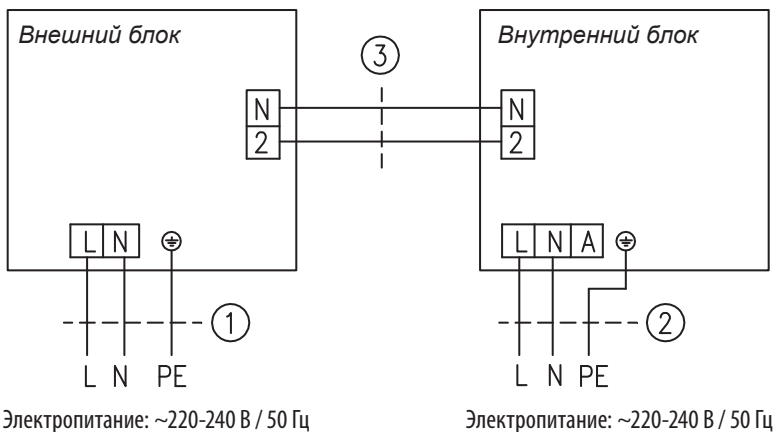 Внешний блок
Внутренний блок
3
N
2
N
2
L N
L N A
1
2
L N PE
L N PE
Электропитание: ~220-240 В / 50 Гц
Электропитание: ~220-240 В / 50 Гц